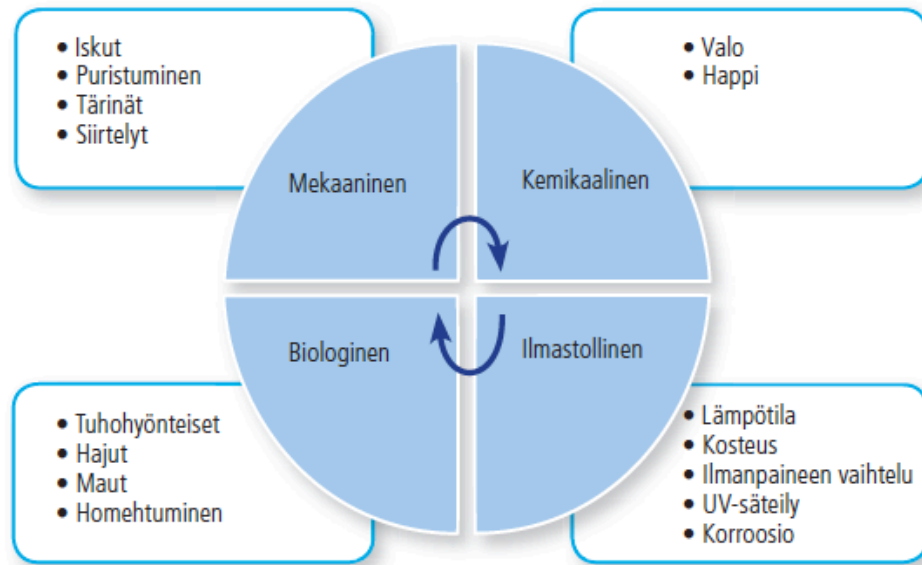 • Iskut
• Puristuminen
• Tärinät
• Siirtelyt
• Valo
• Happi
Mekaaninen
Kemikaalinen
Biologinen
Ilmastollinen
• Tuhohyönteiset
• Hajut
• Maut
• Homehtuminen
• Lämpötila
• Kosteus
• Ilmanpaineen vaihtelu
• UV-säteily
• Korroosio